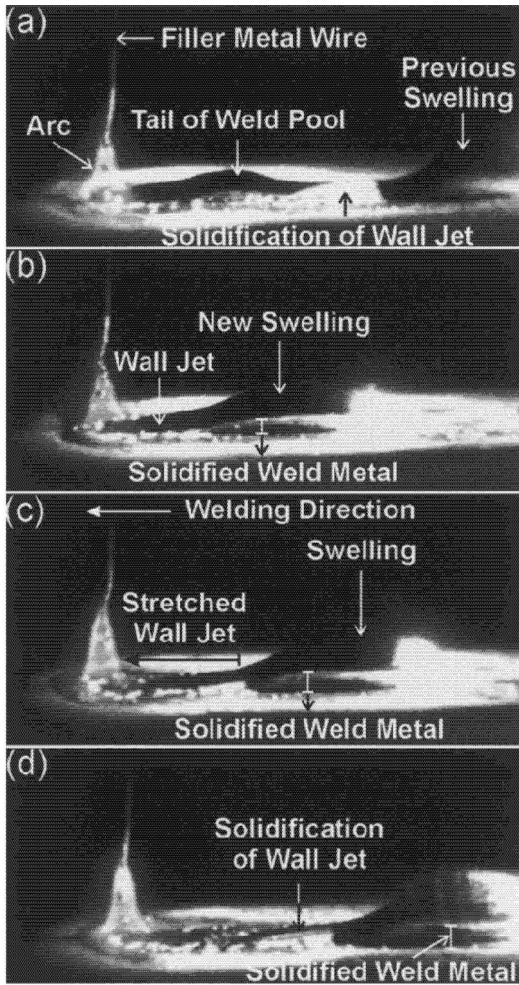 (a)
Filler Metal Wire
Previous
Swelling
Arc
Tail of Weld Pool
Solidification of Wall Jet
(b)
New Swelling
Wall Jet
Solidified Weld Metal
(c)
Welding Direction
Swelling
Stretched
Wall Jet
Solidified Weld Metal
(d)
Solidification
of Wall Jet
Solidified Weld Metal